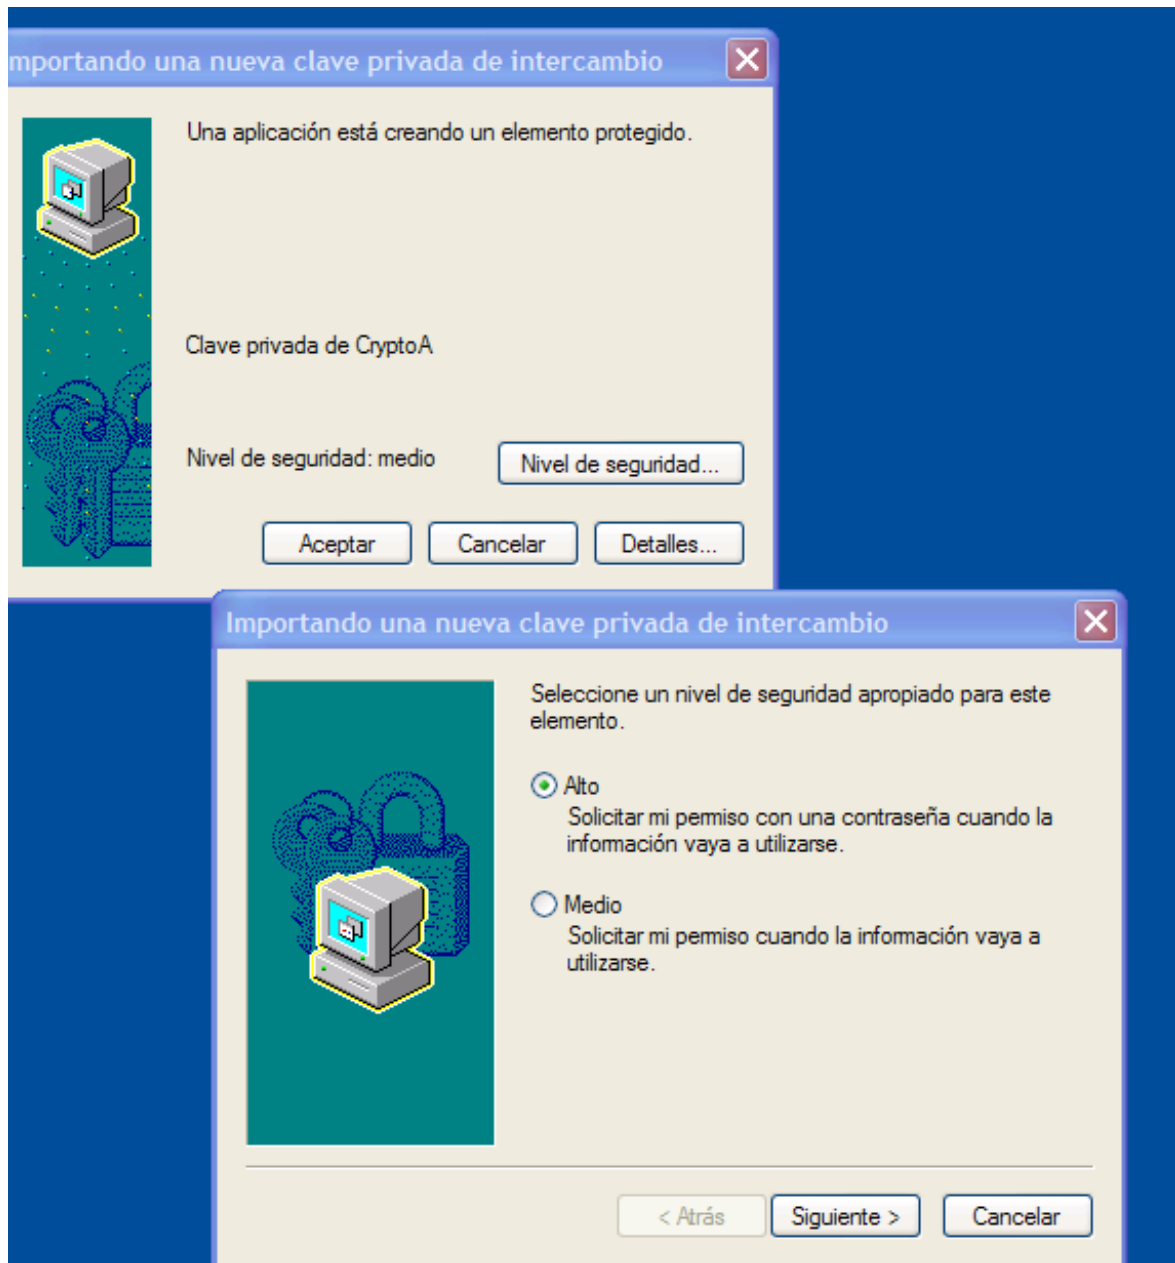 mportando una nueva clave privada de intercambio
Una aplicación está creando un elemento protegido.
Clave privada de CryptoA
Nivel de seguridad: medio
Nivel de seguridad...
Aceptar
Cancelar
Detalles...
Importando una nueva clave privada de intercambio
Seleccione un nivel de seguridad apropiado para este
elemento.
Alto
Solicitar mi permiso con una contraseña cuando la
información vaya a utilizarse.
Medio
Solicitar mi permiso cuando la información vaya a
utilizarse.
< Atrás
Siguiente >
Cancelar